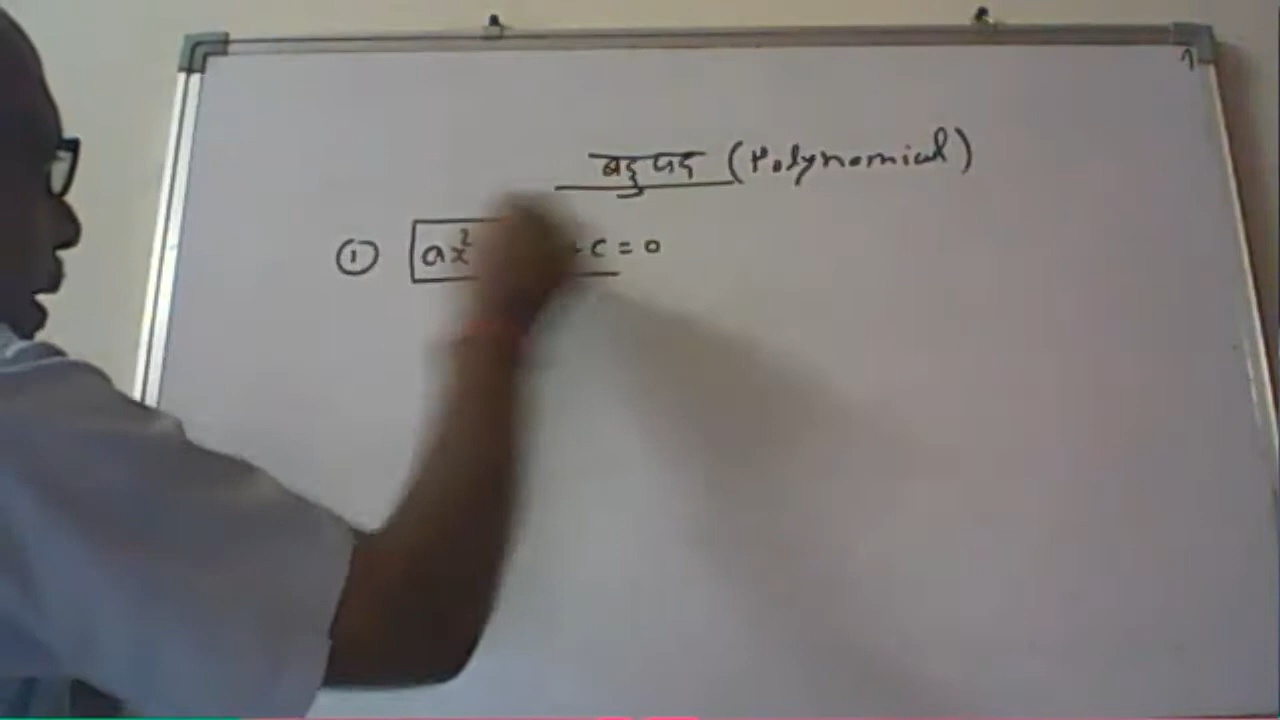 बहुपद (Polynomial)
① ax² + c = 0